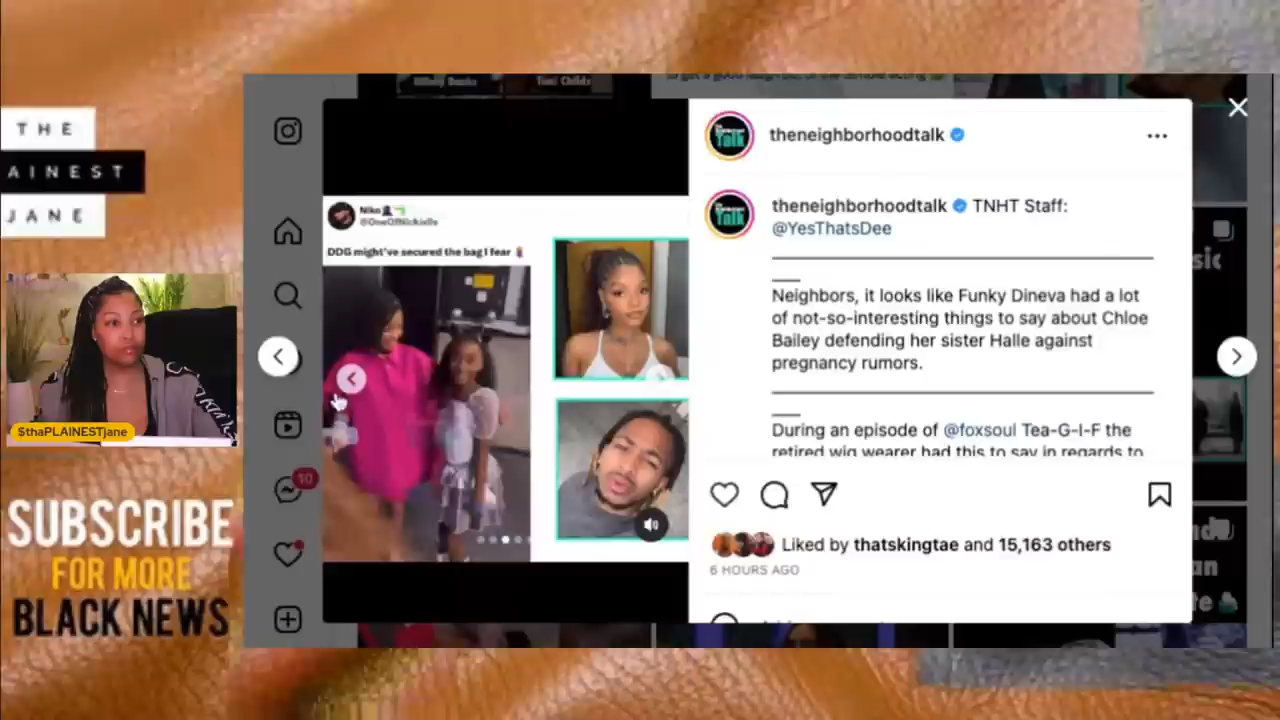 THE
AINEST
JANE
$thaPLAINESTjane
SUBSCRIBE
FOR MORE
BLACK NEWS
10
Niko
DDG might've secured the bag I fear
Talk
theneighborhoodtalk
Talk
theneighborhoodtalk TNHT Staff:
@YesThatsDee
Neighbors, it looks like Funky Dineva had a lot
of not-so-interesting things to say about Chloe
Bailey defending her sister Halle against
pregnancy rumors.
During an episode of @foxsoul Tea-G-I-F the
retired wig wearer had this to say in regards to
Liked by thatskingtae and 15,163 others
6 HOURS AGO